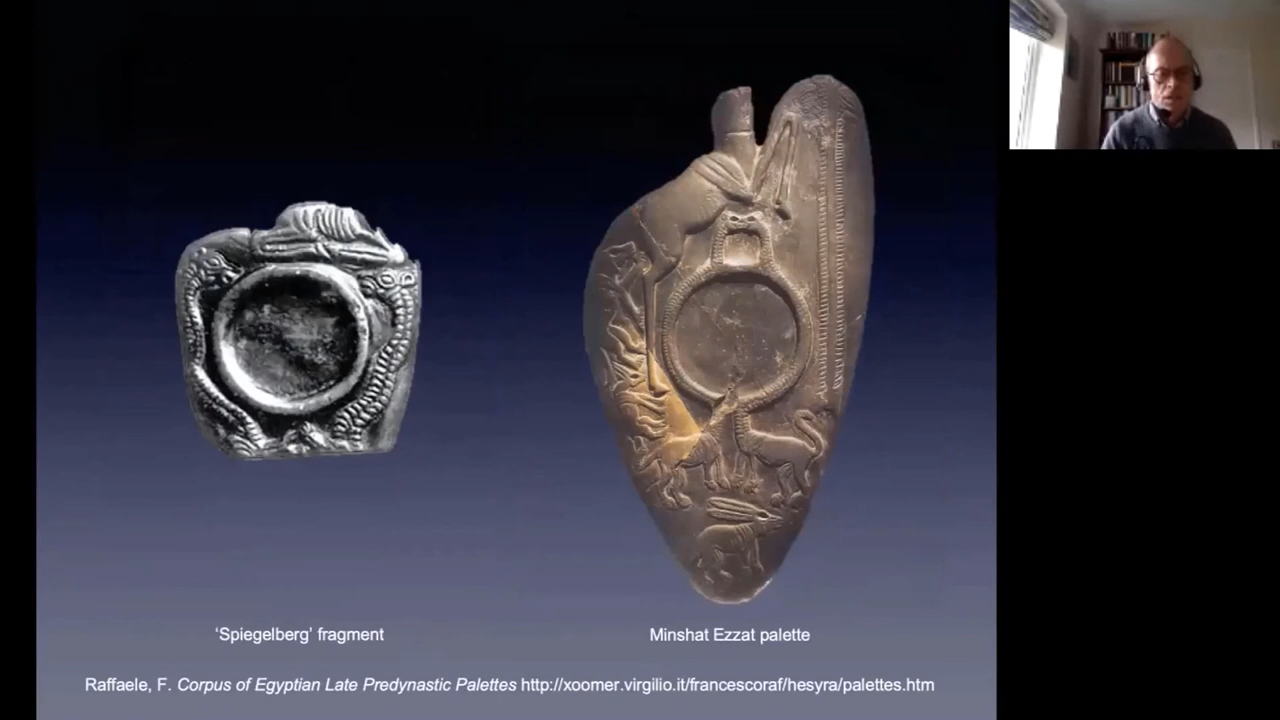 ‘Spiegelberg’ fragment
Minshat Ezzat palette
Raffaele, F. Corpus of Egyptian Late Predynastic Palettes http://xoomer.virgilio.it/francescoraf/hesyra/palettes.htm